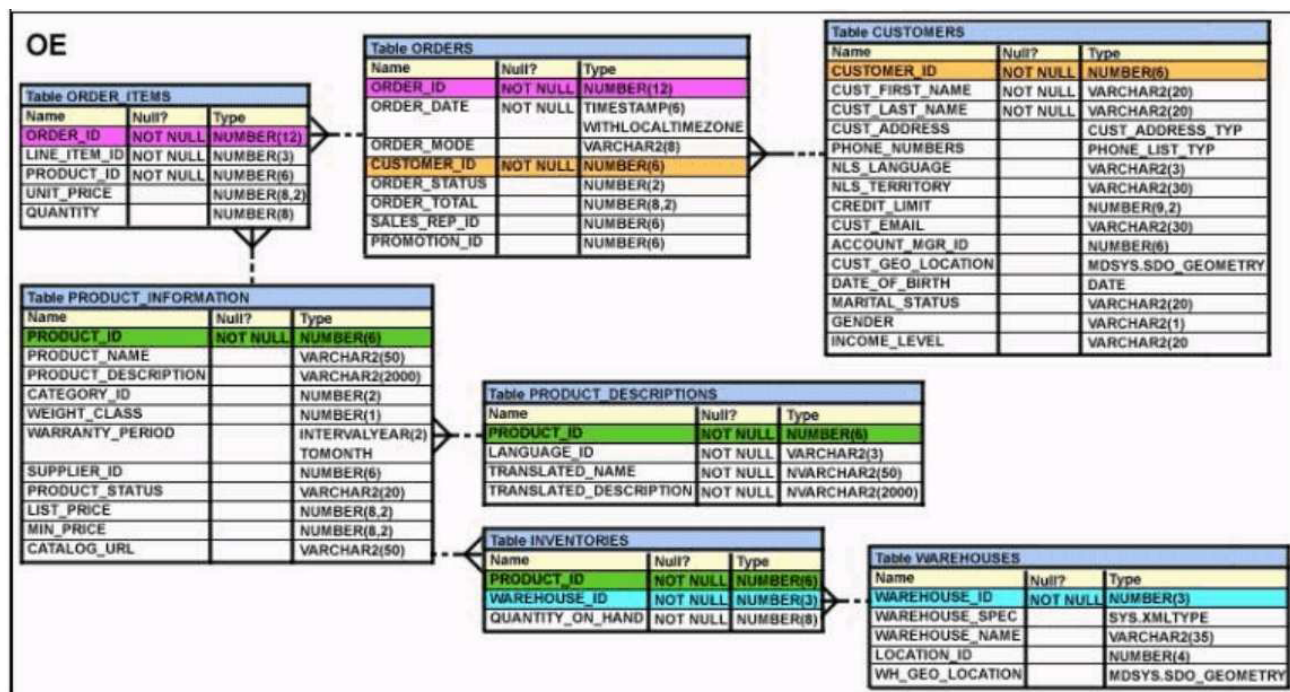 OE
Table ORDER_ITEMS
Name Null? Type
ORDER_ID NOT NULL NUMBER(12)
LINE_ITEM_ID NOT NULL NUMBER(3)
PRODUCT_ID NOT NULL NUMBER(6)
UNIT_PRICE NUMBER(8,2)
QUANTITY NUMBER(8)
Table ORDERS
Name Null? Type
ORDER_ID NOT NULL NUMBER(12)
ORDER_DATE NOT NULL TIMESTAMP(6)
WITHLOCALTIMEZONE
ORDER_MODE VARCHAR2(8)
CUSTOMER_ID NOT NULL NUMBER(6)
ORDER_STATUS NUMBER(2)
ORDER_TOTAL NUMBER(8,2)
SALES_REP_ID NUMBER(6)
PROMOTION_ID NUMBER(6)
Table CUSTOMERS
Name Null? Type
CUSTOMER_ID NOT NULL NUMBER(6)
CUST_FIRST_NAME NOT NULL VARCHAR2(20)
CUST_LAST_NAME NOT NULL VARCHAR2(20)
CUST_ADDRESS CUST_ADDRESS_TYP
PHONE_NUMBERS PHONE_LIST_TYP
NLS_LANGUAGE VARCHAR2(3)
NLS_TERRITORY VARCHAR2(30)
CREDIT_LIMIT NUMBER(9,2)
CUST_EMAIL VARCHAR2(30)
ACCOUNT_MGR_ID NUMBER(6)
CUST_GEO_LOCATION MDSYS.SDO_GEOMETRY
DATE_OF_BIRTH DATE
MARITAL_STATUS VARCHAR2(20)
GENDER VARCHAR2(1)
INCOME_LEVEL VARCHAR2(20
Table PRODUCT_INFORMATION
Name Null? Type
PRODUCT_ID NOT NULL NUMBER(6)
PRODUCT_NAME VARCHAR2(50)
PRODUCT_DESCRIPTION VARCHAR2(2000)
CATEGORY_ID NUMBER(2)
WEIGHT_CLASS NUMBER(1)
WARRANTY_PERIOD INTERVALYEAR(2)
TOMONTH
SUPPLIER_ID NUMBER(6)
PRODUCT_STATUS VARCHAR2(20)
LIST_PRICE NUMBER(8,2)
MIN_PRICE NUMBER(8,2)
CATALOG_URL VARCHAR2(50)
Table PRODUCT_DESCRIPTIONS
Name Null? Type
PRODUCT_ID NOT NULL NUMBER(6)
LANGUAGE_ID NOT NULL VARCHAR2(3)
TRANSLATED_NAME NOT NULL NVARCHAR2(50)
TRANSLATED_DESCRIPTION NOT NULL NVARCHAR2(2000)
Table INVENTORIES
Name Null? Type
PRODUCT_ID NOT NULL NUMBER(6)
WAREHOUSE_ID NOT NULL NUMBER(3)
QUANTITY_ON_HAND NOT NULL NUMBER(8)
Table WAREHOUSES
Name Null? Type
WAREHOUSE_ID NOT NULL NUMBER(3)
WAREHOUSE_SPEC SYS.XMLTYPE
WAREHOUSE_NAME VARCHAR2(35)
LOCATION_ID NUMBER(4)
WH_GEO_LOCATION MDSYS.SDO_GEOMETRY